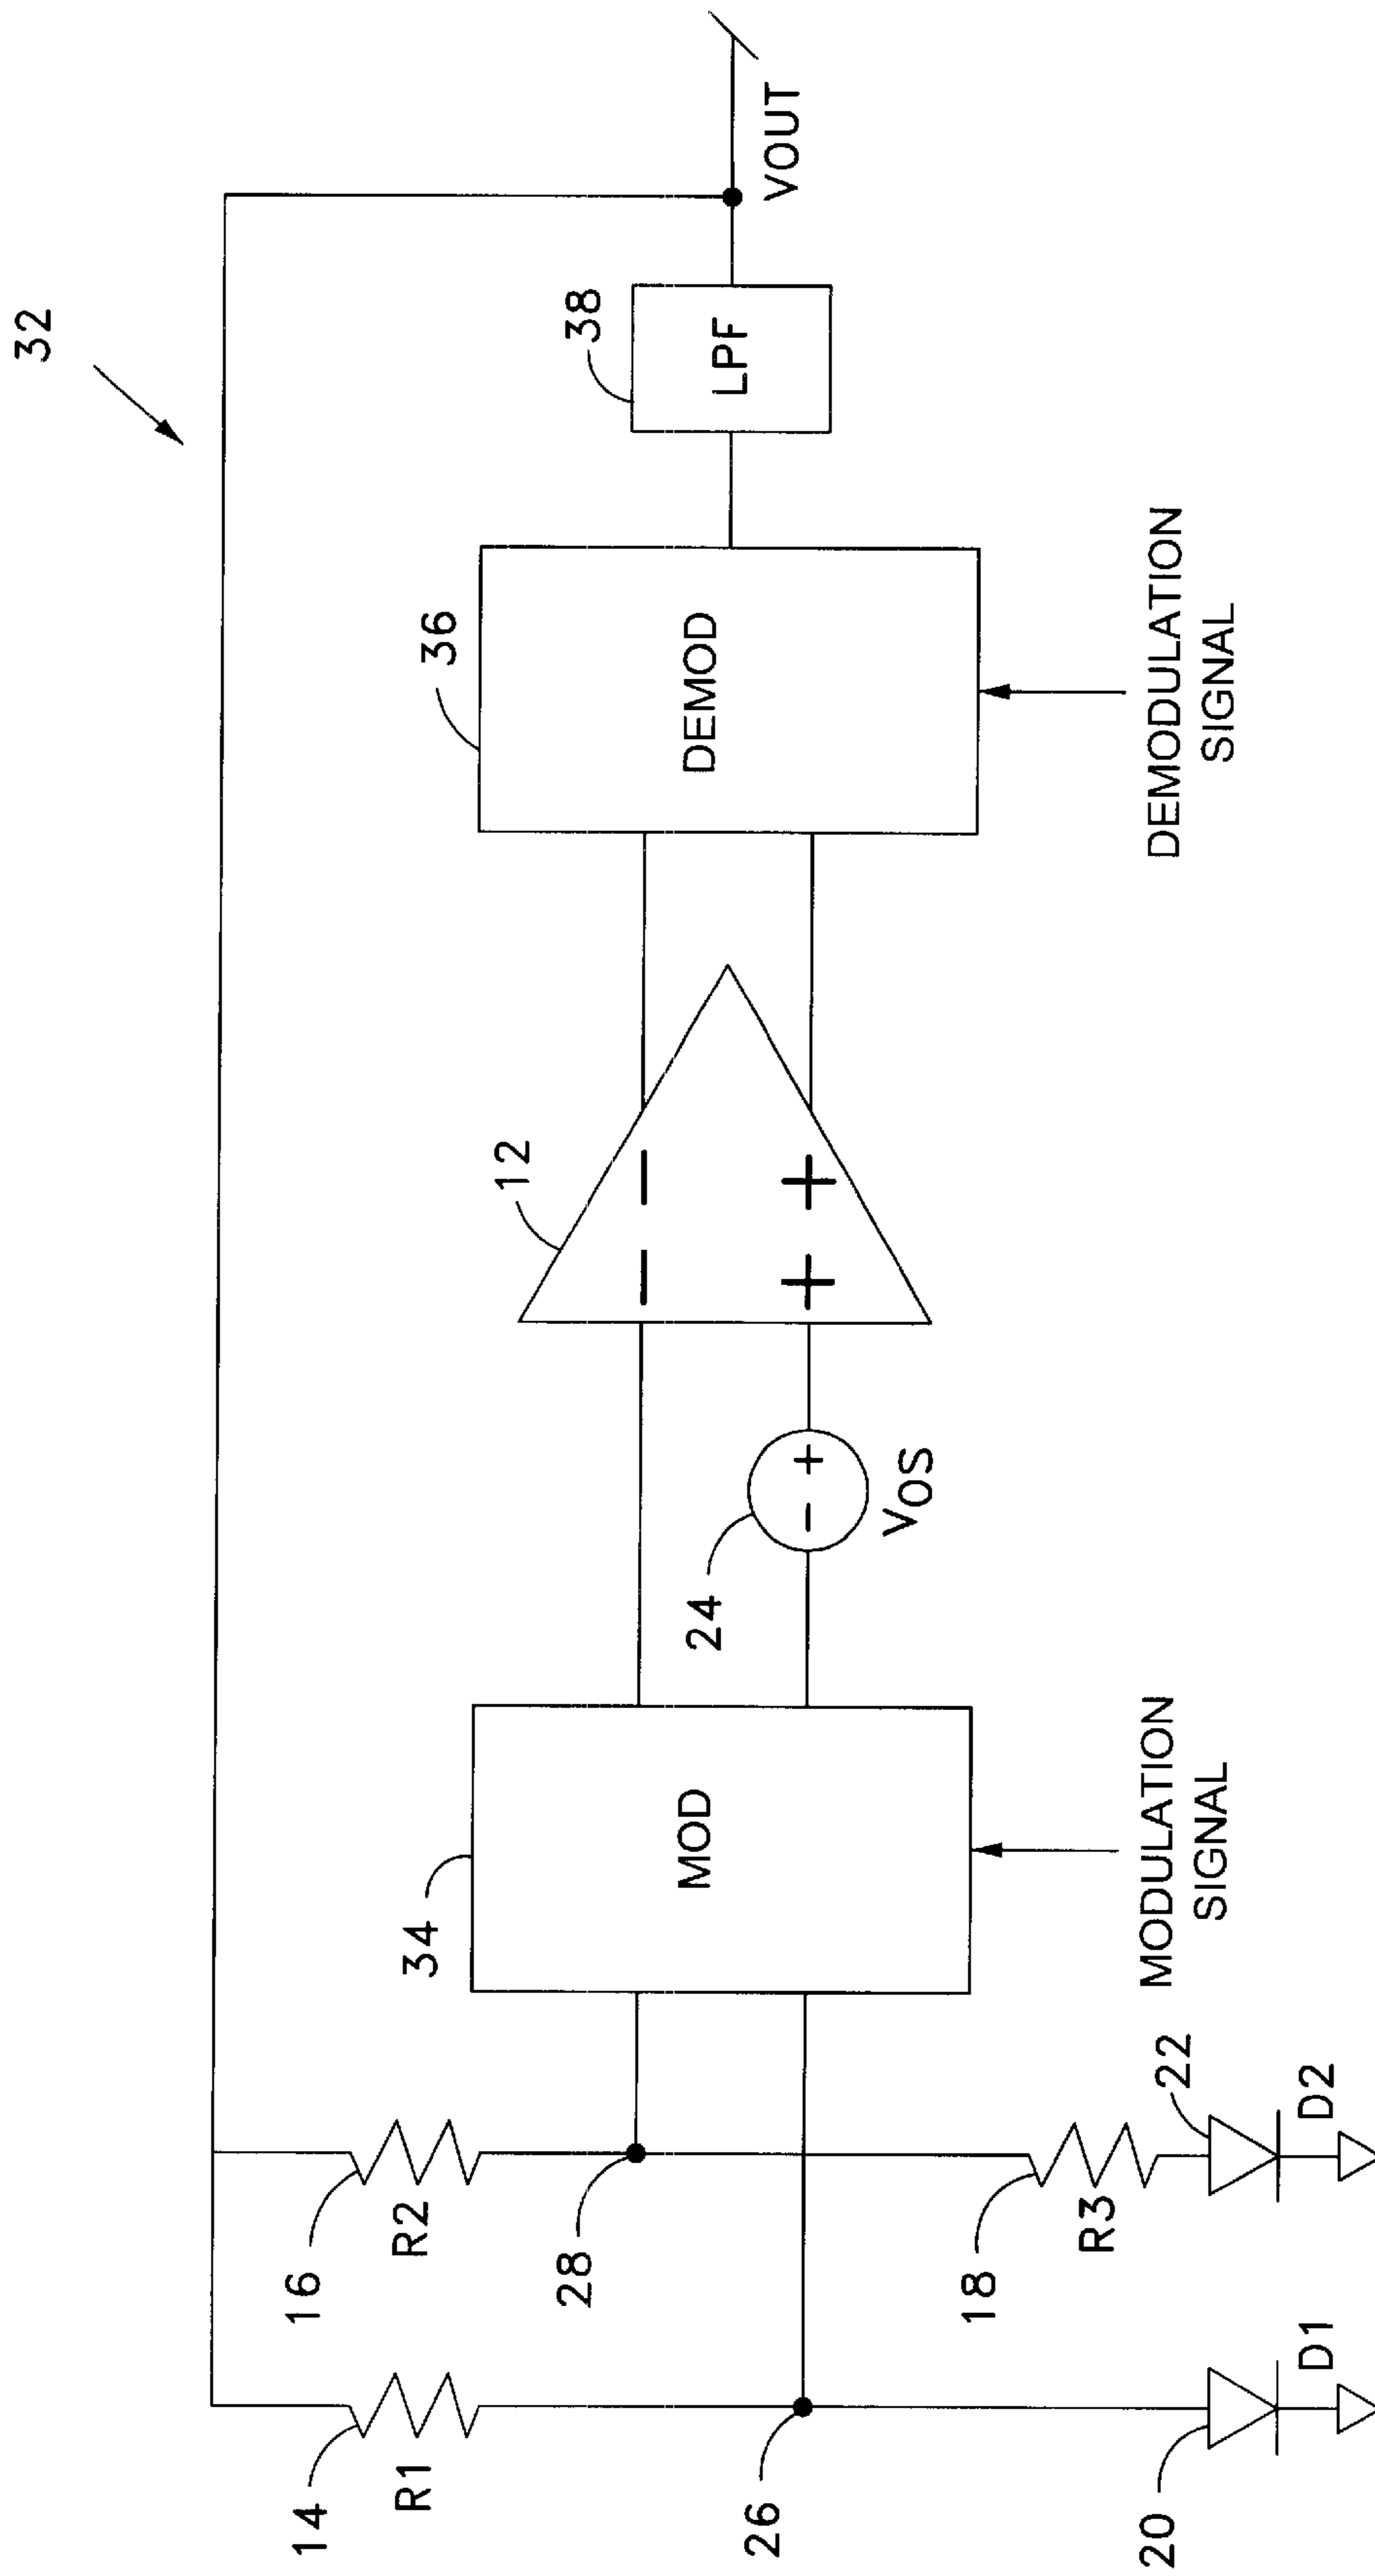 32
14
R1
16
R2
28
26
18
R3
20
D1
22
D2
34
MOD
MODULATION
SIGNAL
24
- +
VOS
12
- -
+ +
36
DEMOD
DEMODULATION
SIGNAL
38
LPF
VOUT